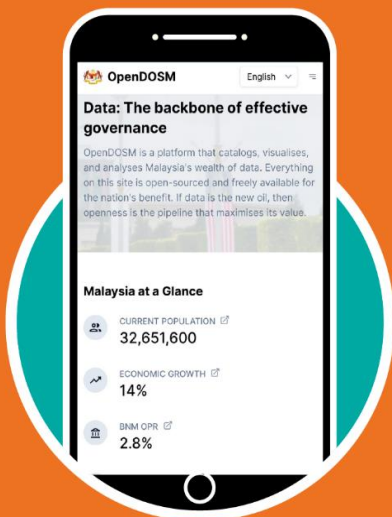 OpenDOSM
English
Data: The backbone of effective
governance
OpenDOSM is a platform that catalogs, visualises,
and analyses Malaysia's wealth of data. Everything
on this site is open-sourced and freely available for
the nation's benefit. If data is the new oil, then
openness is the pipeline that maximises its value.
Malaysia at a Glance
CURRENT POPULATION
32,651,600
ECONOMIC GROWTH
14%
BNM OPR
2.8%